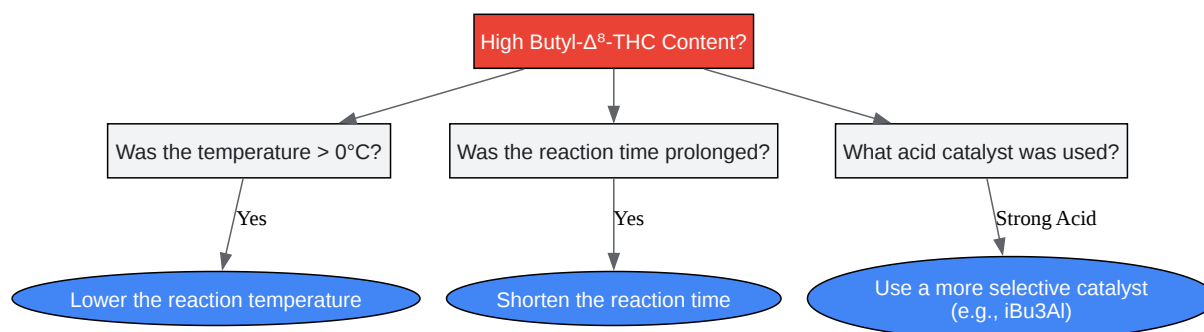 High Butyl-Δ⁸-THC Content?
Was the temperature > 0°C?
Was the reaction time prolonged?
What acid catalyst was used?
Yes
Yes
Strong Acid
Lower the reaction temperature
Shorten the reaction time
Use a more selective catalyst
(e.g., iBu3Al)